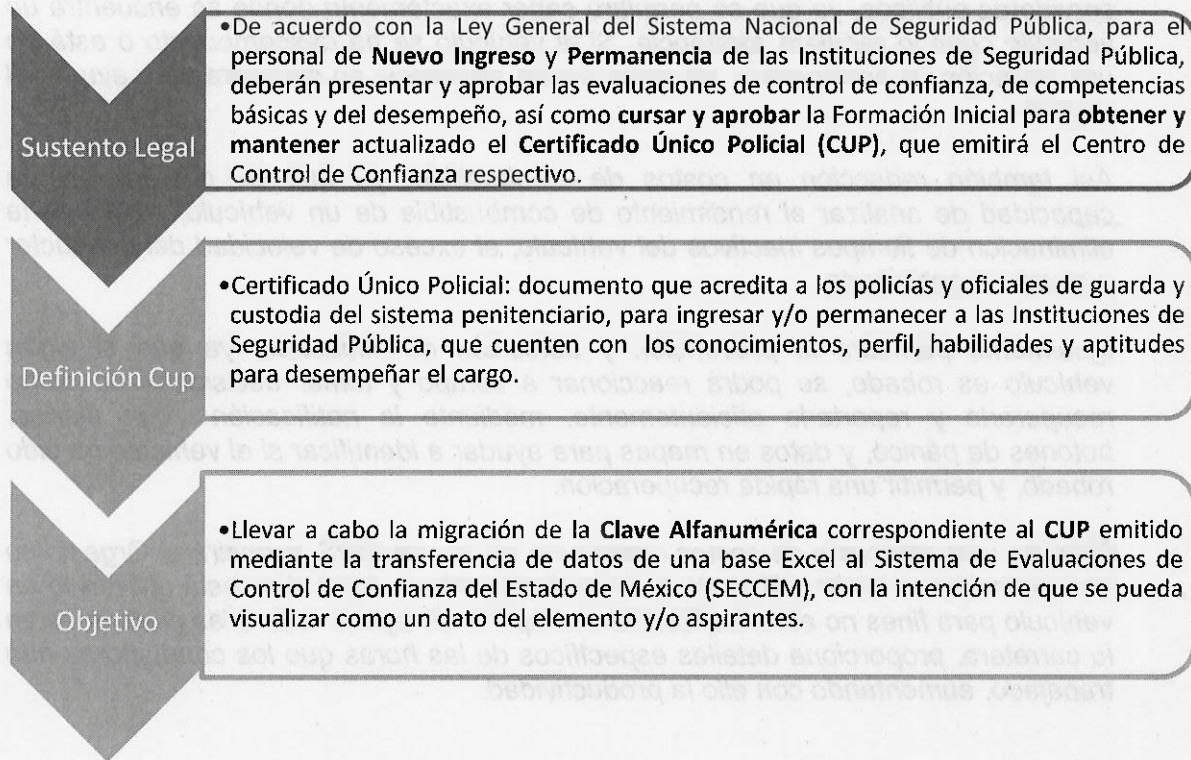 •De acuerdo con la Ley General del Sistema Nacional de Seguridad Pública, para el
personal de Nuevo Ingreso y Permanencia de las Instituciones de Seguridad Pública,
deberán presentar y aprobar las evaluaciones de control de confianza, de competencias
básicas y del desempeño, así como cursar y aprobar la Formación Inicial para obtener y
mantener actualizado el Certificado Único Policial (CUP), que emitirá el Centro de
Control de Confianza respectivo.
Sustento Legal
•Certificado Único Policial: documento que acredita a los policías y oficiales de guarda y
custodia del sistema penitenciario, para ingresar y/o permanecer a las Instituciones de
Seguridad Pública, que cuenten con los conocimientos, perfil, habilidades y aptitudes
para desempeñar el cargo.
Definición Cup
•Llevar a cabo la migración de la Clave Alfanumérica correspondiente al CUP emitido
mediante la transferencia de datos de una base Excel al Sistema de Evaluaciones de
Control de Confianza del Estado de México (SECCEM), con la intención de que se pueda
visualizar como un dato del elemento y/o aspirantes.
Objetivo